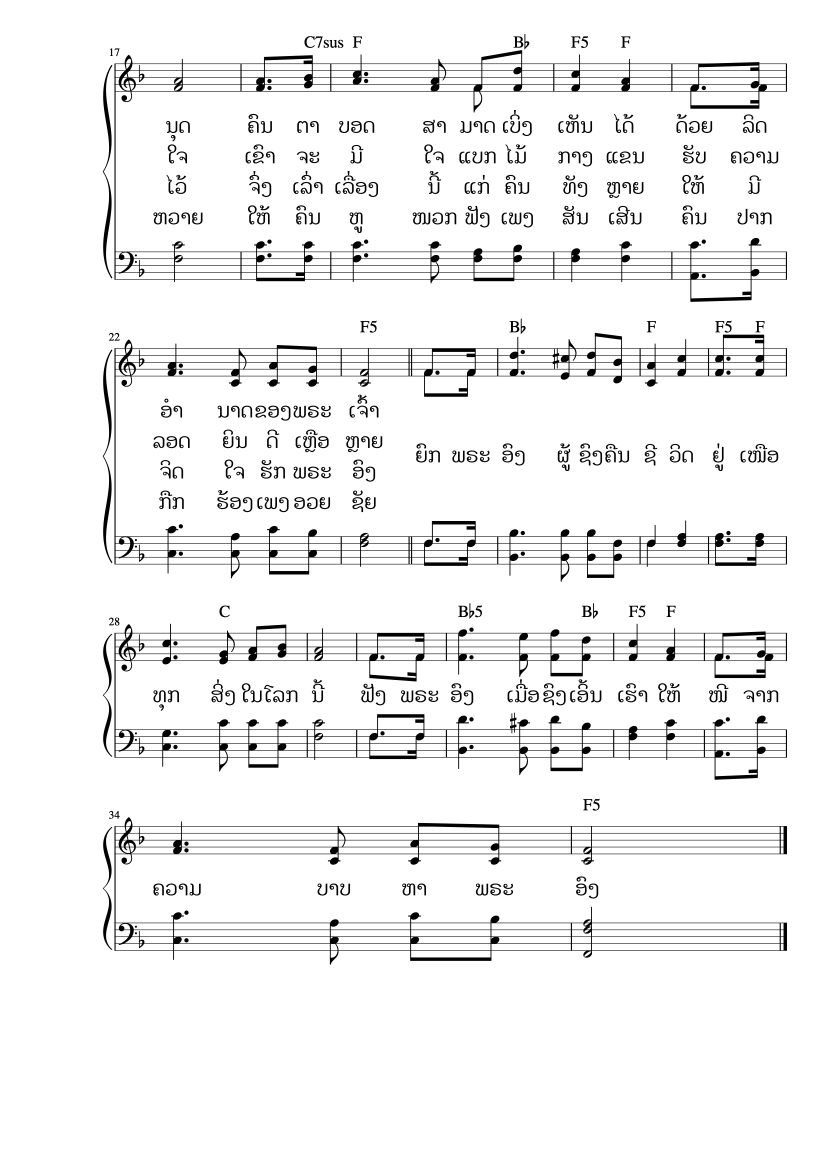 C7sus F B♭ F5 F
17
ນຸດ ຄົນ ຕາ ບອດ ສາ ມາດ ເບິ່ງ ເຫັນ ໄດ້ ດ້ວຍ ລິດ
ໃຈ ເຂົາ ຈະ ມີ ໃຈ ແບກ ໄມ້ ກາງ ແຂນ ຮັບ ຄວາມ
ໄວ້ ຈົ່ງ ເລົ່າ ເລື່ອງ ນີ້ ແກ່ ຄົນ ທັງ ຫຼາຍ ໃຫ້ ມີ
ຫວາຍ ໃຫ້ ຄົນ ຫູ ໜວກ ຟັງ ເພງ ສັນ ເສີນ ຄົນ ປາກ
F5 B♭ F F5 F
22
ອຳ ນາດຂອງພຣະ ເຈົ້າ
ລອດ ຍິນ ດີ ເຫຼືອ ຫຼາຍ
ຍົກ ພຣະ ອົງ ຜູ້ ຊົງຄືນ ຊີ ວິດ ຢູ່ ເໜືອ
ຈິດ ໃຈ ຮັກ ພຣະ ອົງ
ກືກ ຮ້ອງເພງ ອວຍ ຊັຍ
C B♭5 B♭ F5 F
28
ທຸກ ສິ່ງ ໃນໂລກ ນີ້ ຟັງ ພຣະ ອົງ ເມື່ອຊົງເອີ້ນ ເຮົາ ໃຫ້ ໜີ ຈາກ
F5
34
ຄວາມ ບາບ ຫາ ພຣະ ອົງ